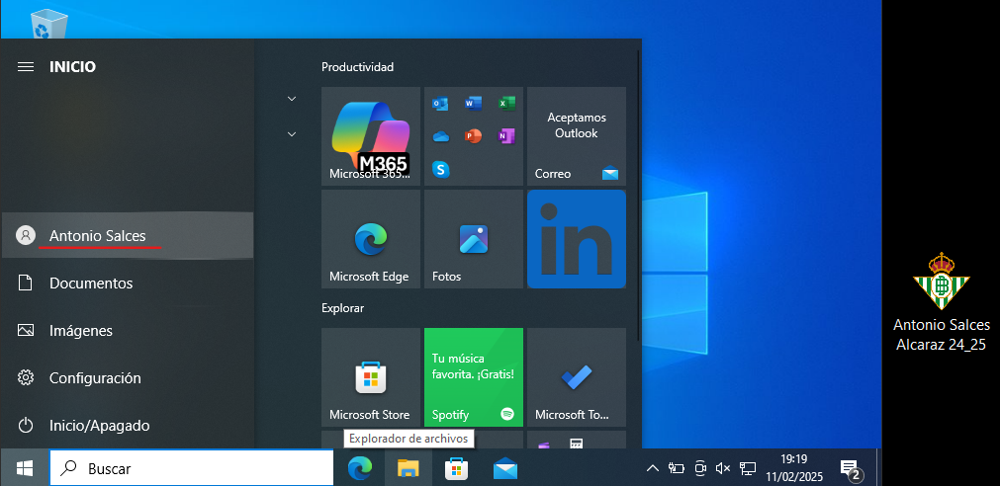 INICIO
Antonio Salces
Documentos
Imágenes
Configuración
Inicio/Apagado
Productividad
M365
Microsoft 365...
Aceptamos
Outlook
Correo
Microsoft Edge
Fotos
in
Explorar
Microsoft Store
Tu música
favorita. ¡Gratis!
Spotify
Microsoft To...
Explorador de archivos
Buscar
19:19
11/02/2025
2
Antonio Salces
Alcaraz 24_25